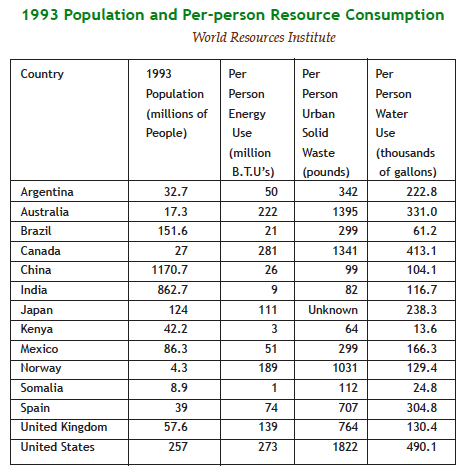 1993 Population and Per-person Resource Consumption
World Resources Institute
Country 1993 Per Per Per
Population Person Person Person
(millions of Energy Urban Water
People) Use Solid Use
(million Waste (thousands
B.T.U's) (pounds) of gallons)
Argentina 32.7 50 342 222.8
Australia 17.3 222 1395 331.0
Brazil 151.6 21 299 61.2
Canada 27 281 1341 413.1
China 1170.7 26 99 104.1
India 862.7 9 82 116.7
Japan 124 111 Unknown 238.3
Kenya 42.2 3 64 13.6
Mexico 86.3 51 299 166.3
Norway 4.3 189 1031 129.4
Somalia 8.9 1 112 24.8
Spain 39 74 707 304.8
United Kingdom 57.6 139 764 130.4
United States 257 273 1822 490.1